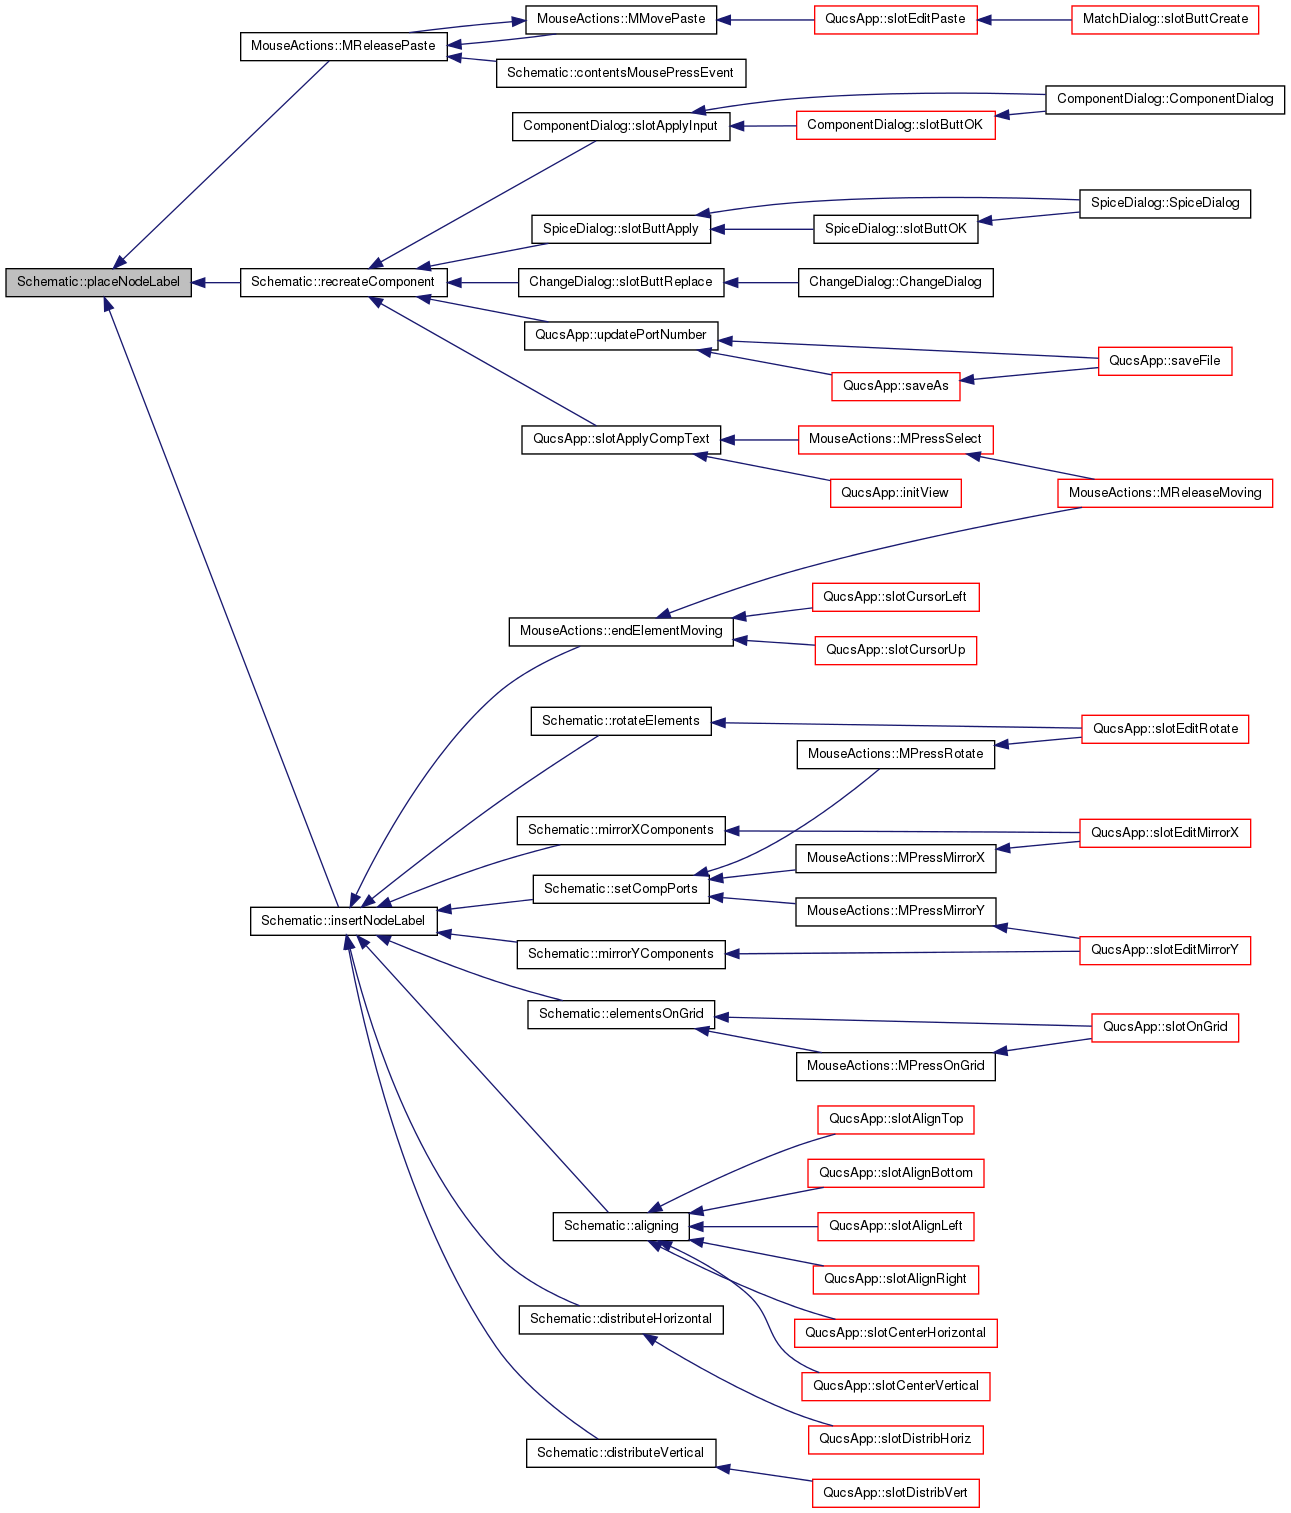 MouseActions::MMovePaste
QucsApp::slotEditPaste
MatchDialog::slotButtCreate
MouseActions::MReleasePaste
Schematic::contentsMousePressEvent
ComponentDialog::ComponentDialog
ComponentDialog::slotApplyInput
ComponentDialog::slotButtOK
SpiceDialog::SpiceDialog
SpiceDialog::slotButtApply
SpiceDialog::slotButtOK
Schematic::placeNodeLabel
Schematic::recreateComponent
ChangeDialog::slotButtReplace
ChangeDialog::ChangeDialog
QucsApp::updatePortNumber
QucsApp::saveFile
QucsApp::saveAs
QucsApp::slotApplyCompText
MouseActions::MPressSelect
QucsApp::initView
MouseActions::MReleaseMoving
QucsApp::slotCursorLeft
MouseActions::endElementMoving
QucsApp::slotCursorUp
Schematic::rotateElements
QucsApp::slotEditRotate
MouseActions::MPressRotate
Schematic::mirrorXComponents
QucsApp::slotEditMirrorX
MouseActions::MPressMirrorX
Schematic::setCompPorts
MouseActions::MPressMirrorY
Schematic::insertNodeLabel
Schematic::mirrorYComponents
QucsApp::slotEditMirrorY
Schematic::elementsOnGrid
QucsApp::slotOnGrid
MouseActions::MPressOnGrid
QucsApp::slotAlignTop
QucsApp::slotAlignBottom
Schematic::aligning
QucsApp::slotAlignLeft
QucsApp::slotAlignRight
Schematic::distributeHorizontal
QucsApp::slotCenterHorizontal
QucsApp::slotCenterVertical
QucsApp::slotDistribHoriz
Schematic::distributeVertical
QucsApp::slotDistribVert